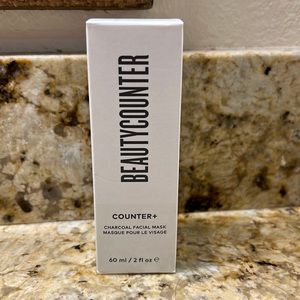 BEAUTYCOUNTER
COUNTER+
CHARCOAL FACIAL MASK
MASQUE POUR LE VISAGE
60 ml / 2 fl oz ℮